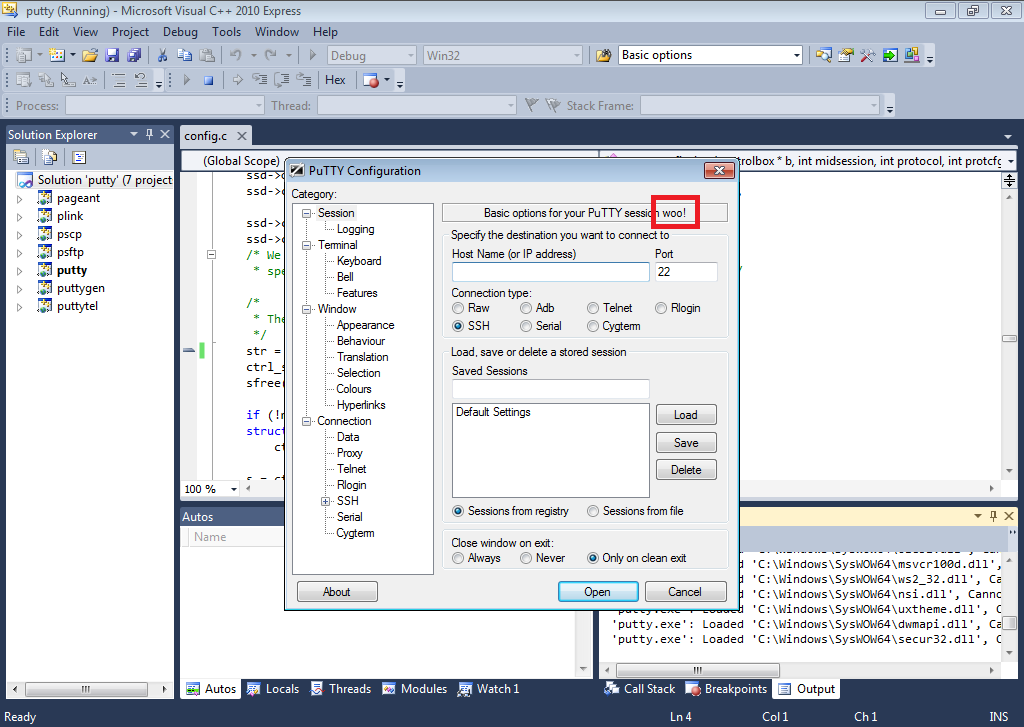 putty (Running) - Microsoft Visual C++ 2010 Express
File Edit View Project Debug Tools Window Help
Debug Win32 Basic options
Hex
Process: Thread: Stack Frame:
Solution Explorer
Solution 'putty' (7 project
pageant
plink
pscp
psftp
putty
puttygen
puttytel
config.c
(Global Scope)
trolbox * b, int midsession, int protocol, int protcfg
ssd->
ssd->
ssd->
ssd->
/* We
* spe
/*
* The
*/
str =
ctrl_s
sfree(
if (!
struct
100 %
PuTTY Configuration
Category:
Session
Logging
Terminal
Keyboard
Bell
Features
Window
Appearance
Behaviour
Translation
Selection
Colours
Hyperlinks
Connection
Data
Proxy
Telnet
Rlogin
SSH
Serial
Cygterm
Basic options for your PuTTY session woo!
Specify the destination you want to connect to
Host Name (or IP address) Port
22
Connection type:
Raw Adb Telnet Rlogin
SSH Serial Cygterm
Load, save or delete a stored session
Saved Sessions
Default Settings
Load
Save
Delete
Sessions from registry Sessions from file
Close window on exit:
Always Never Only on clean exit
About Open Cancel
Autos
Name
d 'C:\Windows\SysWOW64\msvcr100d.dll',
d 'C:\Windows\SysWOW64\ws2_32.dll', Ca
d 'C:\Windows\SysWOW64\nsi.dll', Canno
'putty.exe': Loaded 'C:\Windows\SysWOW64\uxtheme.dll',
'putty.exe': Loaded 'C:\Windows\SysWOW64\dwmapi.dll', Ca
'putty.exe': Loaded 'C:\Windows\SysWOW64\secur32.dll', C
Autos Locals Threads Modules Watch 1
Call Stack Breakpoints Output
Ready Ln 4 Col 1 Ch 1 INS